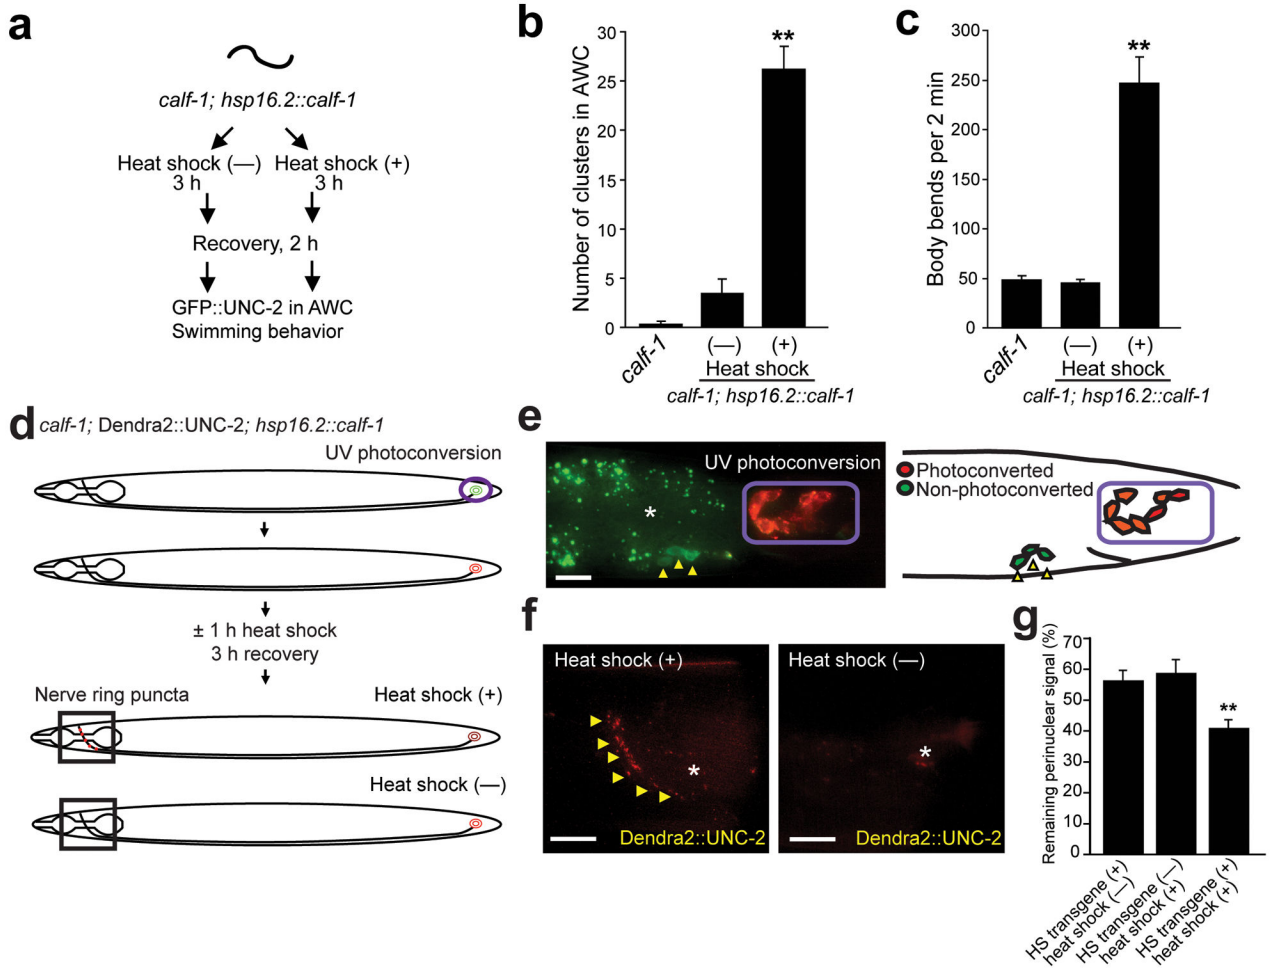 a
calf-1; hsp16.2::calf-1
Heat shock (—) Heat shock (+)
3 h 3 h
Recovery, 2 h
GFP::UNC-2 in AWC
Swimming behavior
b
Number of clusters in AWC
30
25
20
15
10
5
0
**
calf-1
(—) (+)
Heat shock
calf-1; hsp16.2::calf-1
c
Body bends per 2 min
300
250
200
150
100
50
0
**
calf-1
(—) (+)
Heat shock
calf-1; hsp16.2::calf-1
d
calf-1; Dendra2::UNC-2; hsp16.2::calf-1
UV photoconversion
± 1 h heat shock
3h recovery
Nerve ring puncta
Heat shock (+)
Heat shock (—)
e
UV photoconversion
*
Photoconverted
Non-photoconverted
f
Heat shock (+)
*
Dendra2::UNC-2
Heat shock (—)
*
Dendra2::UNC-2
g
Remaining perinuclear signal (%)
70
60
50
40
30
20
10
0
**
HS transgene (+)
heat shock (—)
HS transgene (—)
heat shock (+)
HS transgene (+)
heat shock (+)